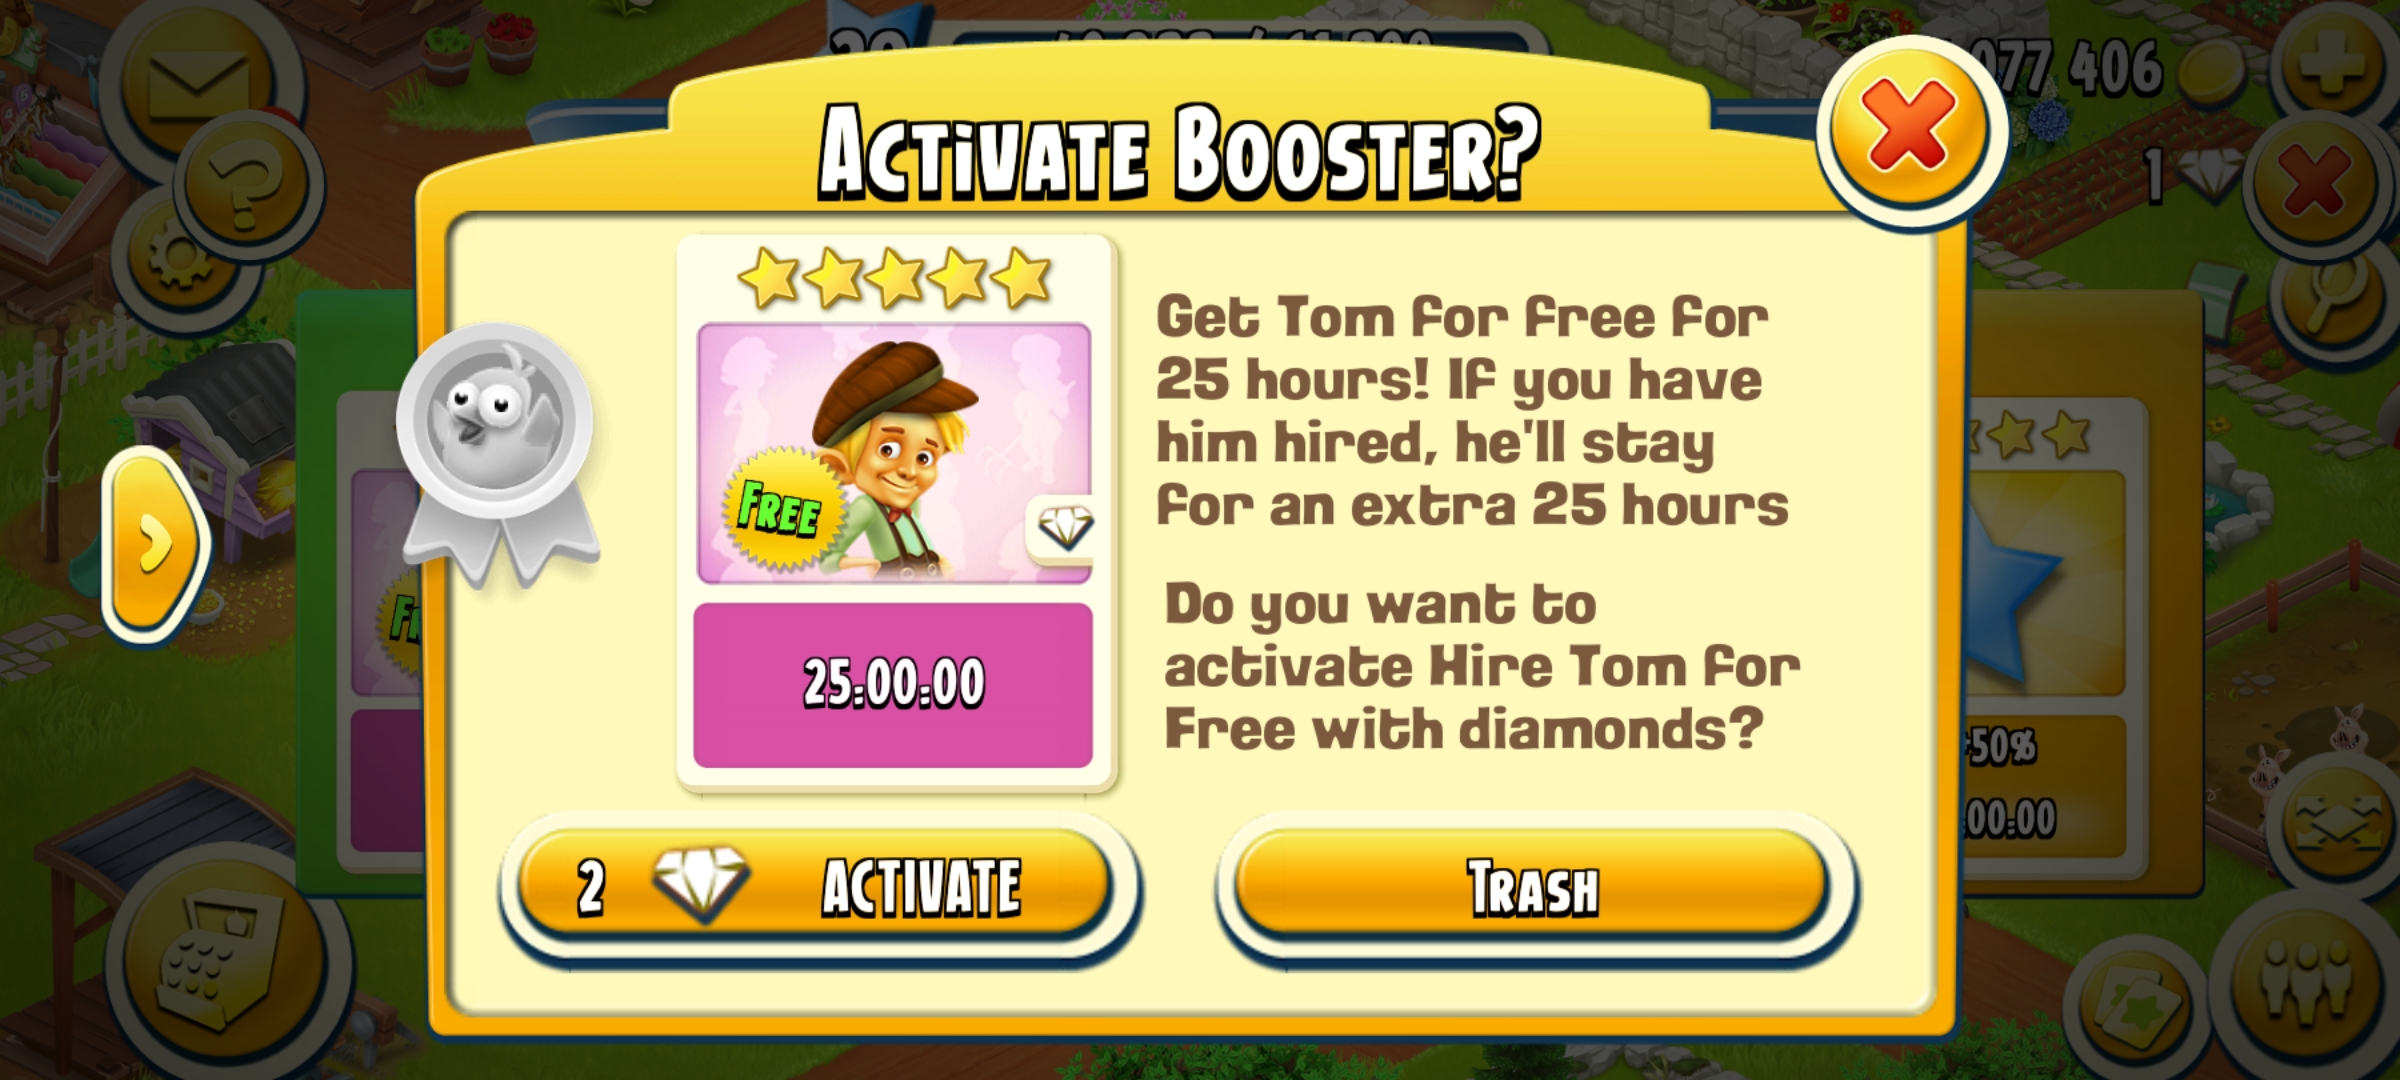 077 406
1
ACTIVATE BOOSTER?
Get Tom for free for
25 hours! If you have
him hired, he'll stay
for an extra 25 hours
FREE
25:00:00
Do you want to
activate Hire Tom for
Free with diamonds?
50%
:00:00
2 ACTIVATE
TRASH